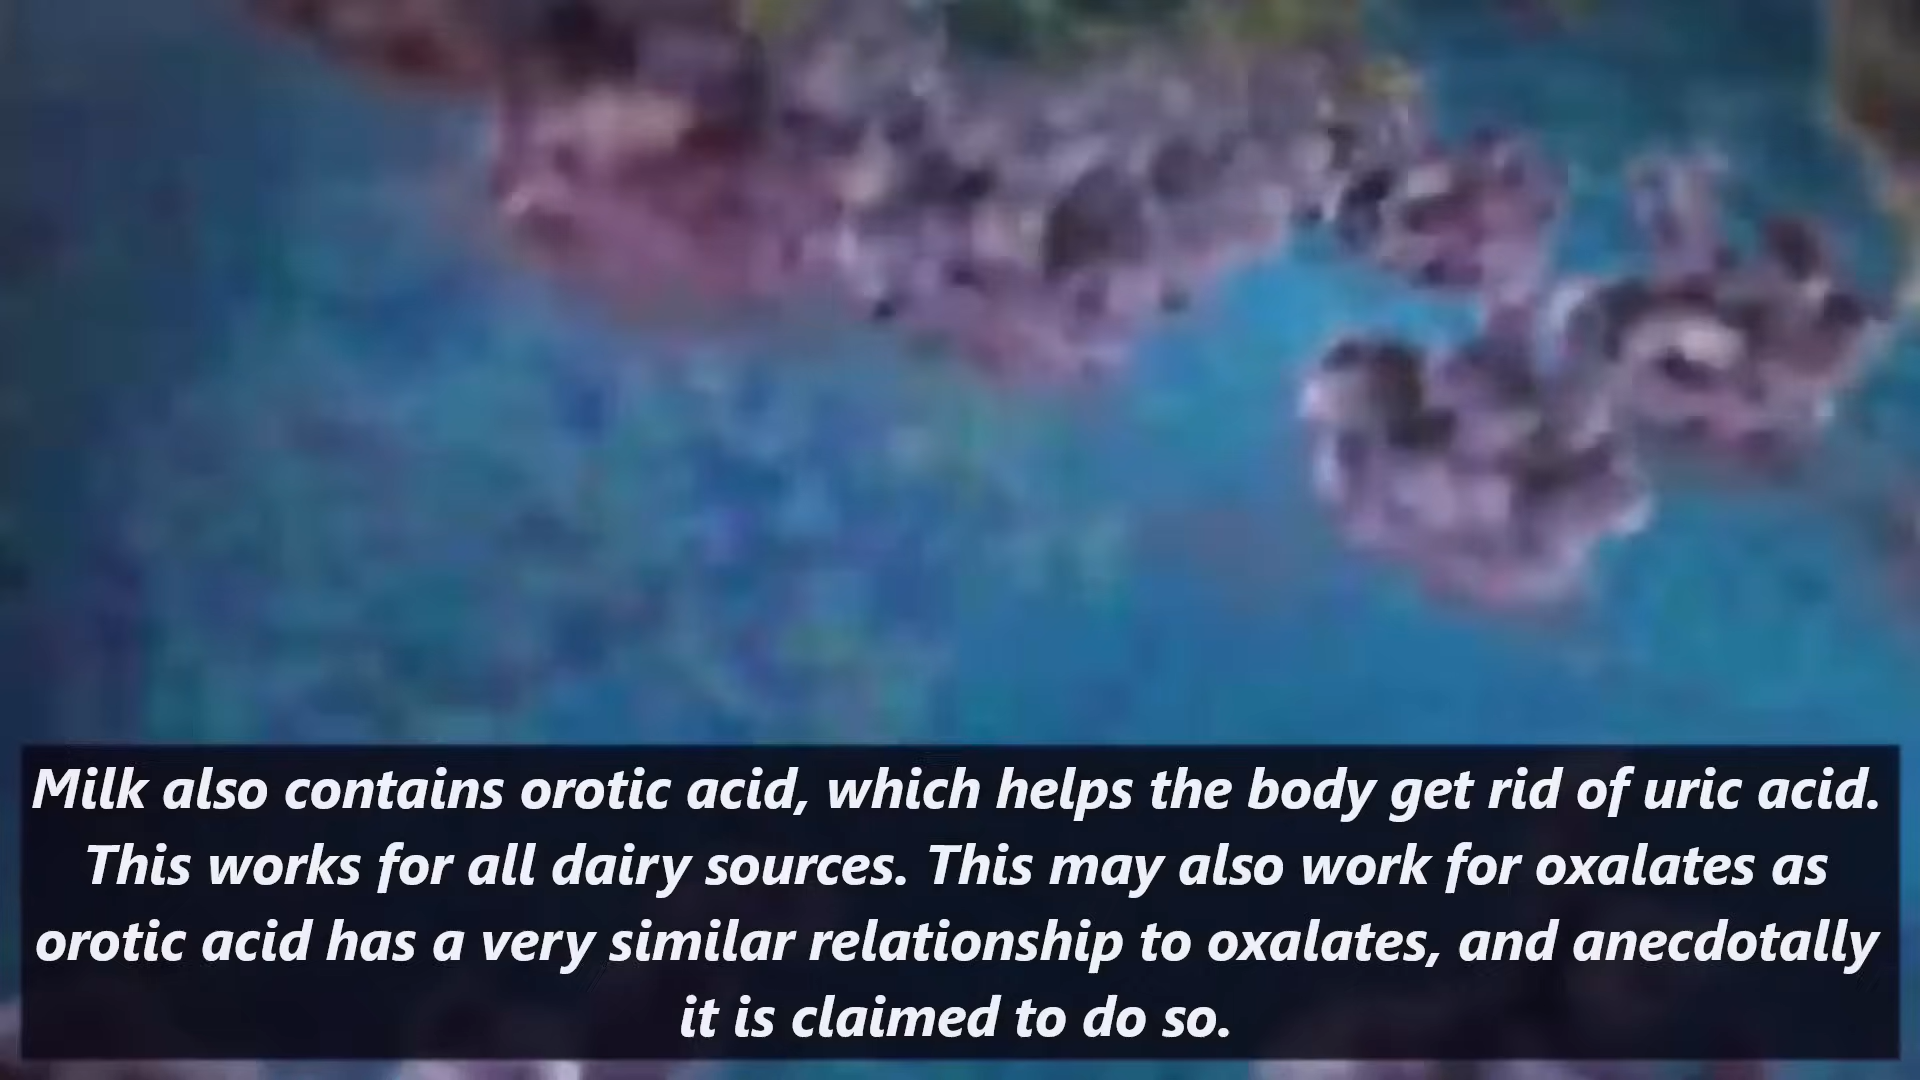 Milk also contains orotic acid, which helps the body get rid of uric acid.
This works for all dairy sources. This may also work for oxalates as
orotic acid has a very similar relationship to oxalates, and anecdotally
it is claimed to do so.